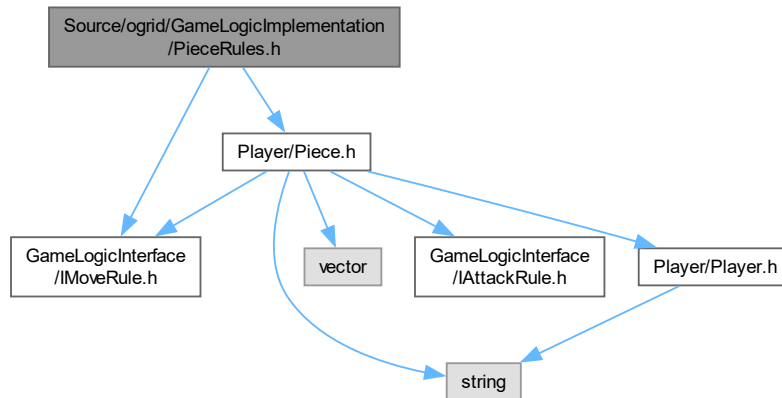 Source/ogrid/GameLogicImplementation
/PieceRules.h
Player/Piece.h
GameLogicInterface
/IMoveRule.h
vector
GameLogicInterface
/IAttackRule.h
Player/Player.h
string